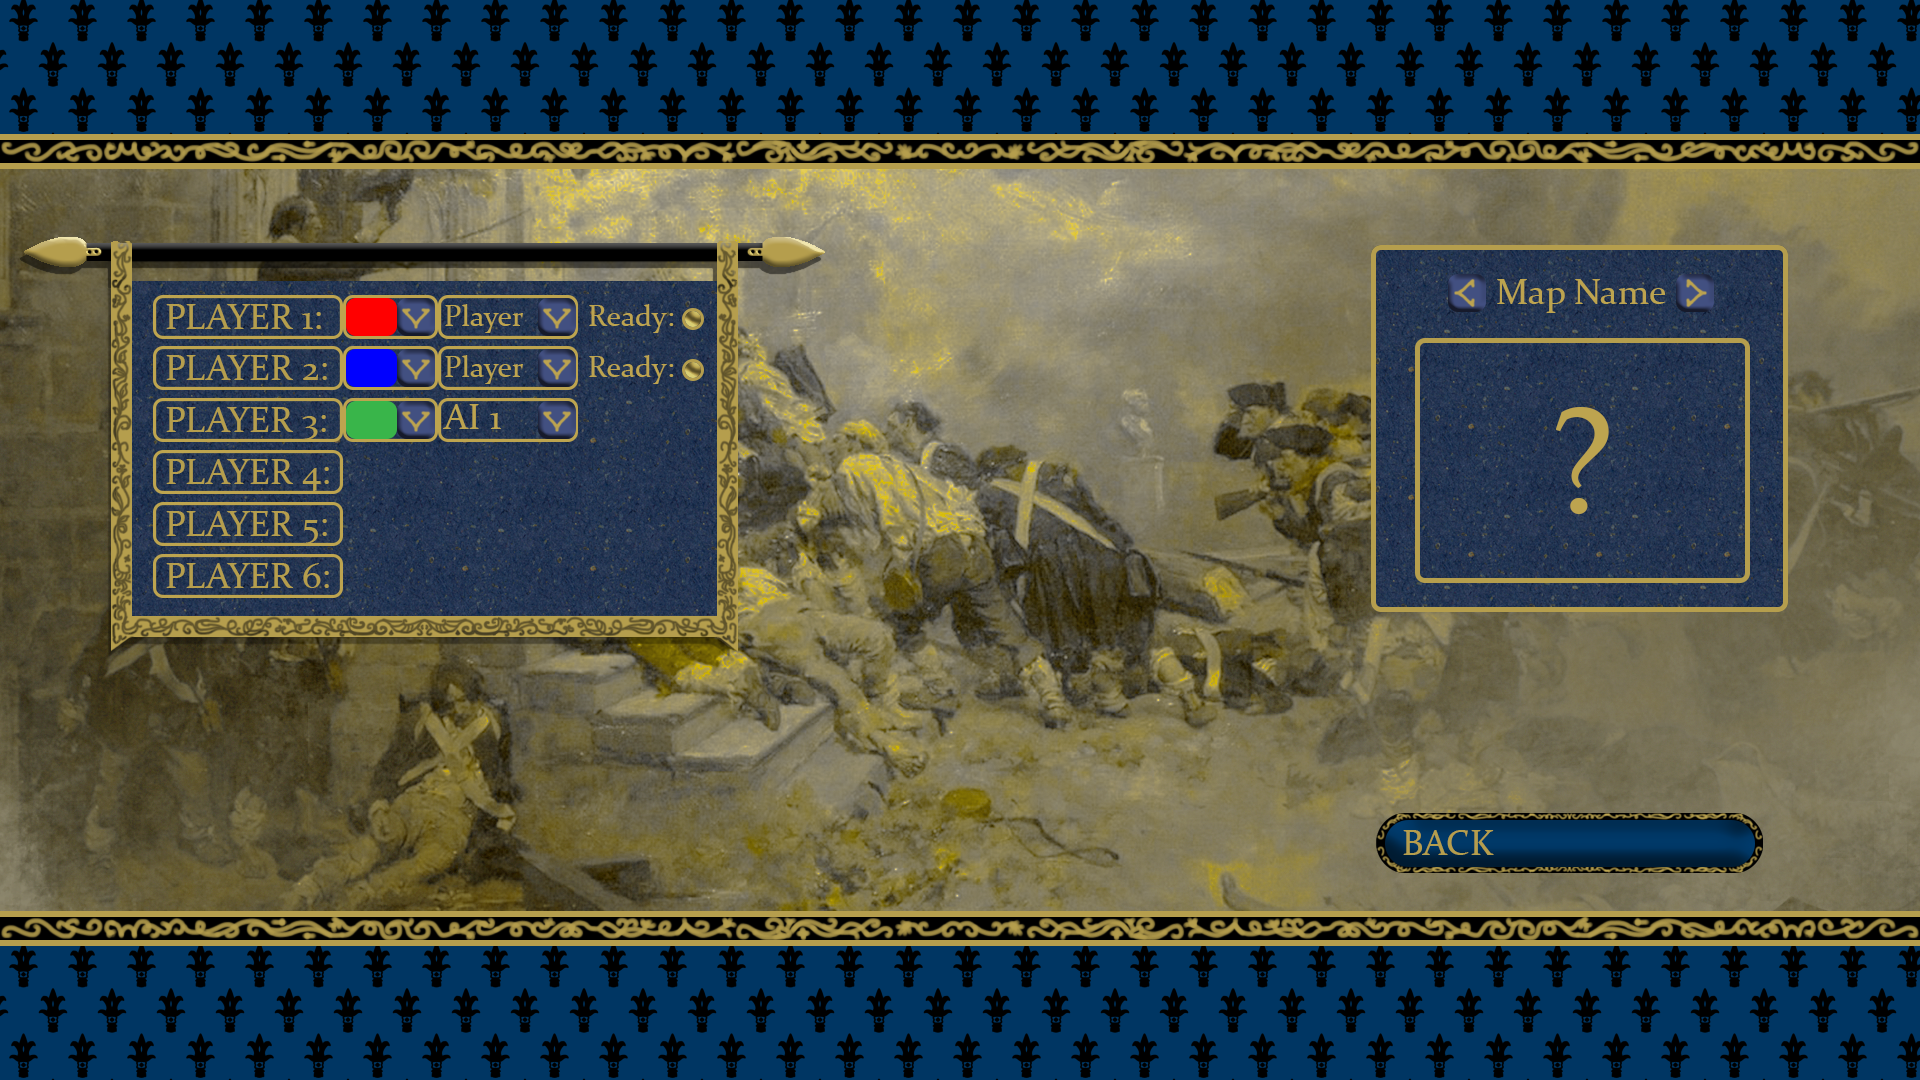 PLAYER 1: Player Ready:
PLAYER 2: Player Ready:
PLAYER 3: AI 1
PLAYER 4:
PLAYER 5:
PLAYER 6:
< Map Name >
?
BACK